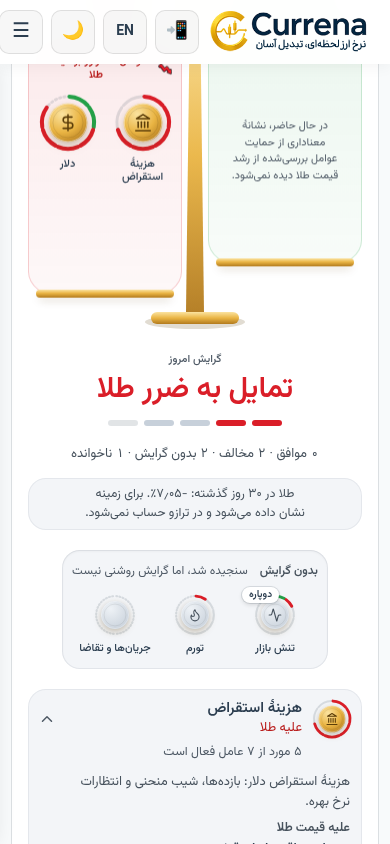 Currena
نرخ ارز لحظه‌ای، تبدیل آسان
EN
طلا
دلار
هزینهٔ
استقراض
در حال حاضر، نشانهٔ
معناداری از حمایت
عوامل بررسی‌شده از رشد
قیمت طلا دیده نمی‌شود.
گرایش امروز
تمایل به ضرر طلا
۰ موافق · ۲ مخالف · ۲ بدون گرایش · ۱ ناخوانده
طلا در ۳۰ روز گذشته: -۷٫۰۵٪. برای زمینه
نشان داده می‌شود و در ترازو حساب نمی‌شود.
بدون گرایش سنجیده شد، اما گرایش روشنی نیست
دوباره
تنش بازار
تورم
جریان‌ها و تقاضا
هزینهٔ استقراض
علیه طلا
۵ مورد از ۷ عامل فعال است
هزینهٔ استقراض دلار: بازده‌ها، شیب منحنی و انتظارات
نرخ بهره.
علیه قیمت طلا